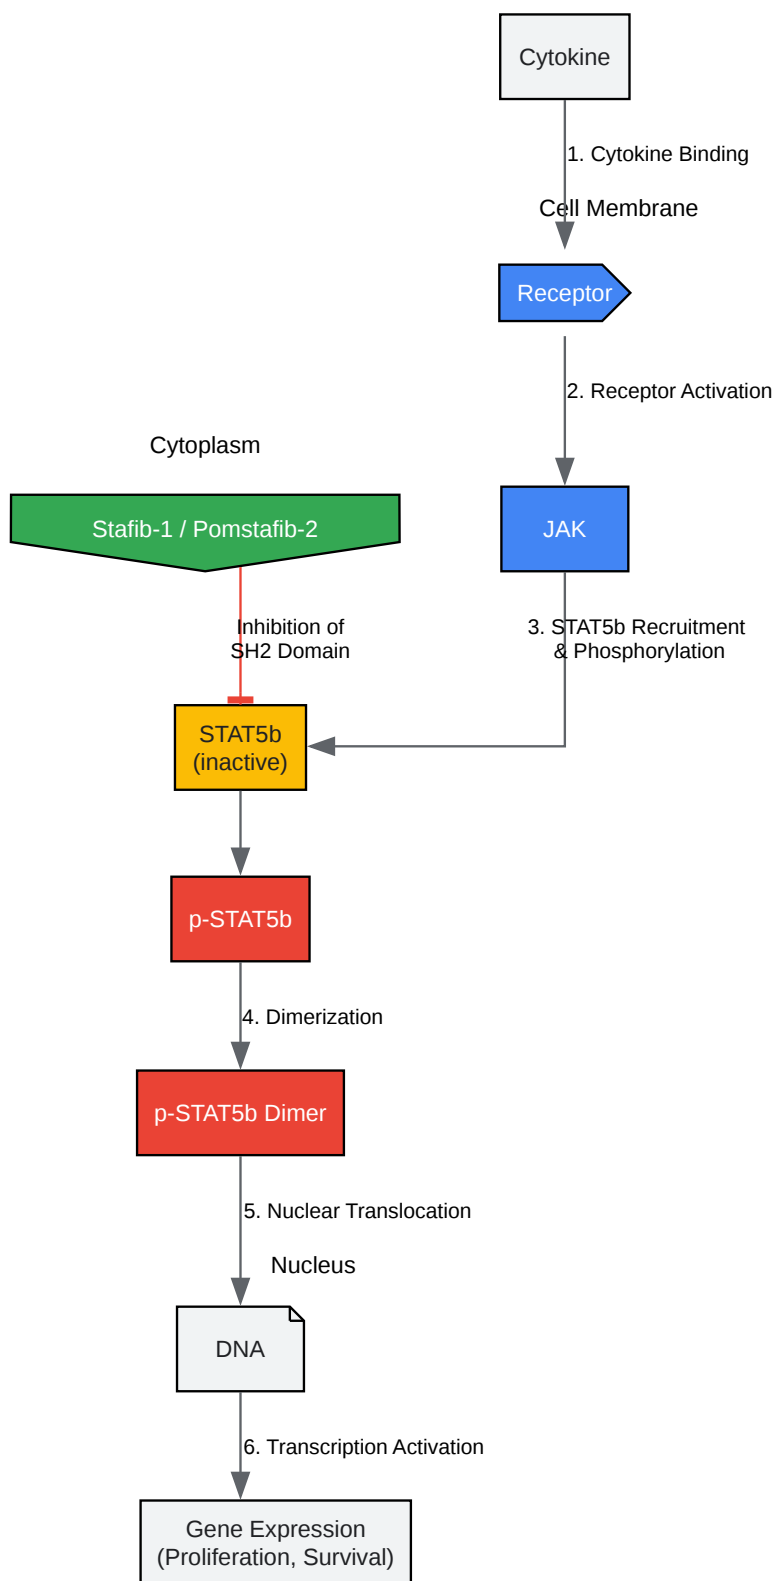 Cytokine
1. Cytokine Binding
Cell Membrane
Receptor
2. Receptor Activation
Cytoplasm
Stafib-1 / Pomstafib-2
JAK
Inhibition of
SH2 Domain
3. STAT5b Recruitment
& Phosphorylation
STAT5b
(inactive)
p-STAT5b
4. Dimerization
p-STAT5b Dimer
5. Nuclear Translocation
Nucleus
DNA
6. Transcription Activation
Gene Expression
(Proliferation, Survival)